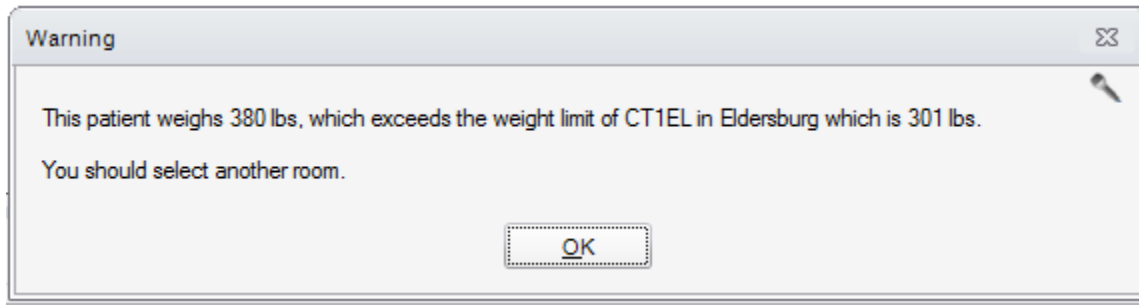 Warning
This patient weighs 380 lbs, which exceeds the weight limit of CT1EL in Eldersburg which is 301 lbs.
You should select another room.
OK